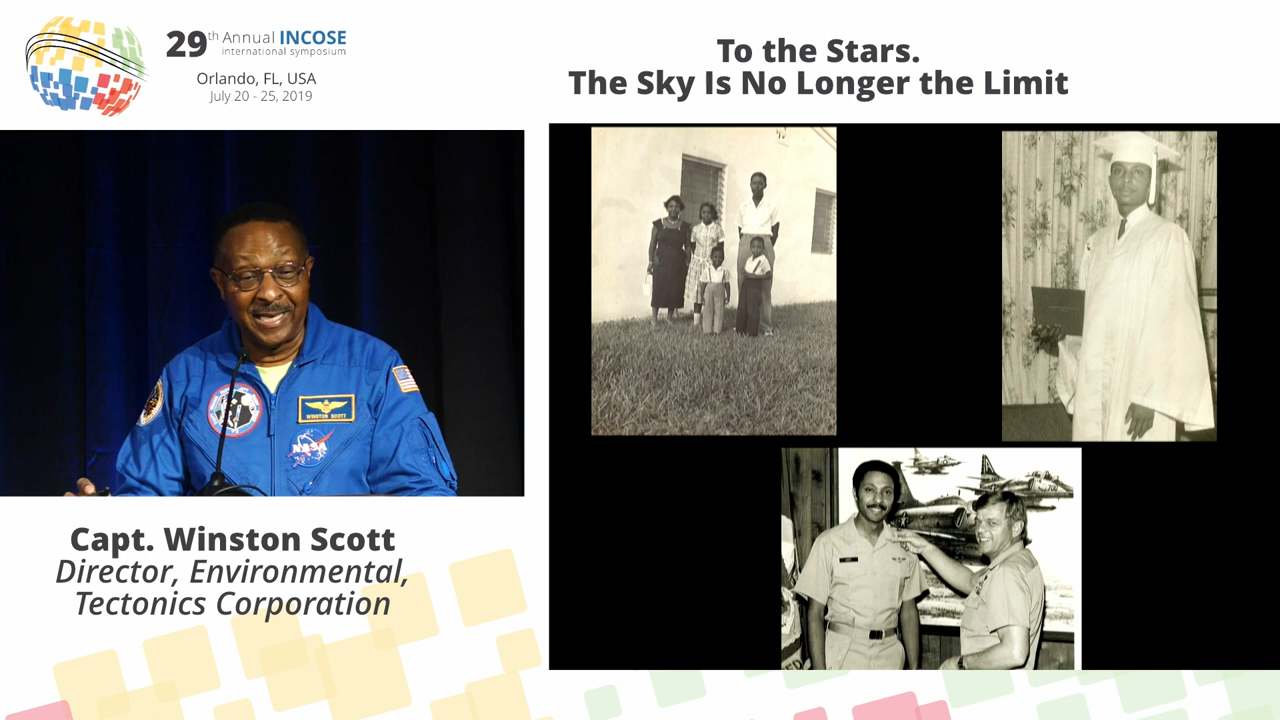 29th Annual INCOSE
international symposium
Orlando, FL, USA
July 20 - 25, 2019
To the Stars.
The Sky Is No Longer the Limit
WINSTON SCOTT
NASA
Capt. Winston Scott
Director, Environmental,
Tectonics Corporation